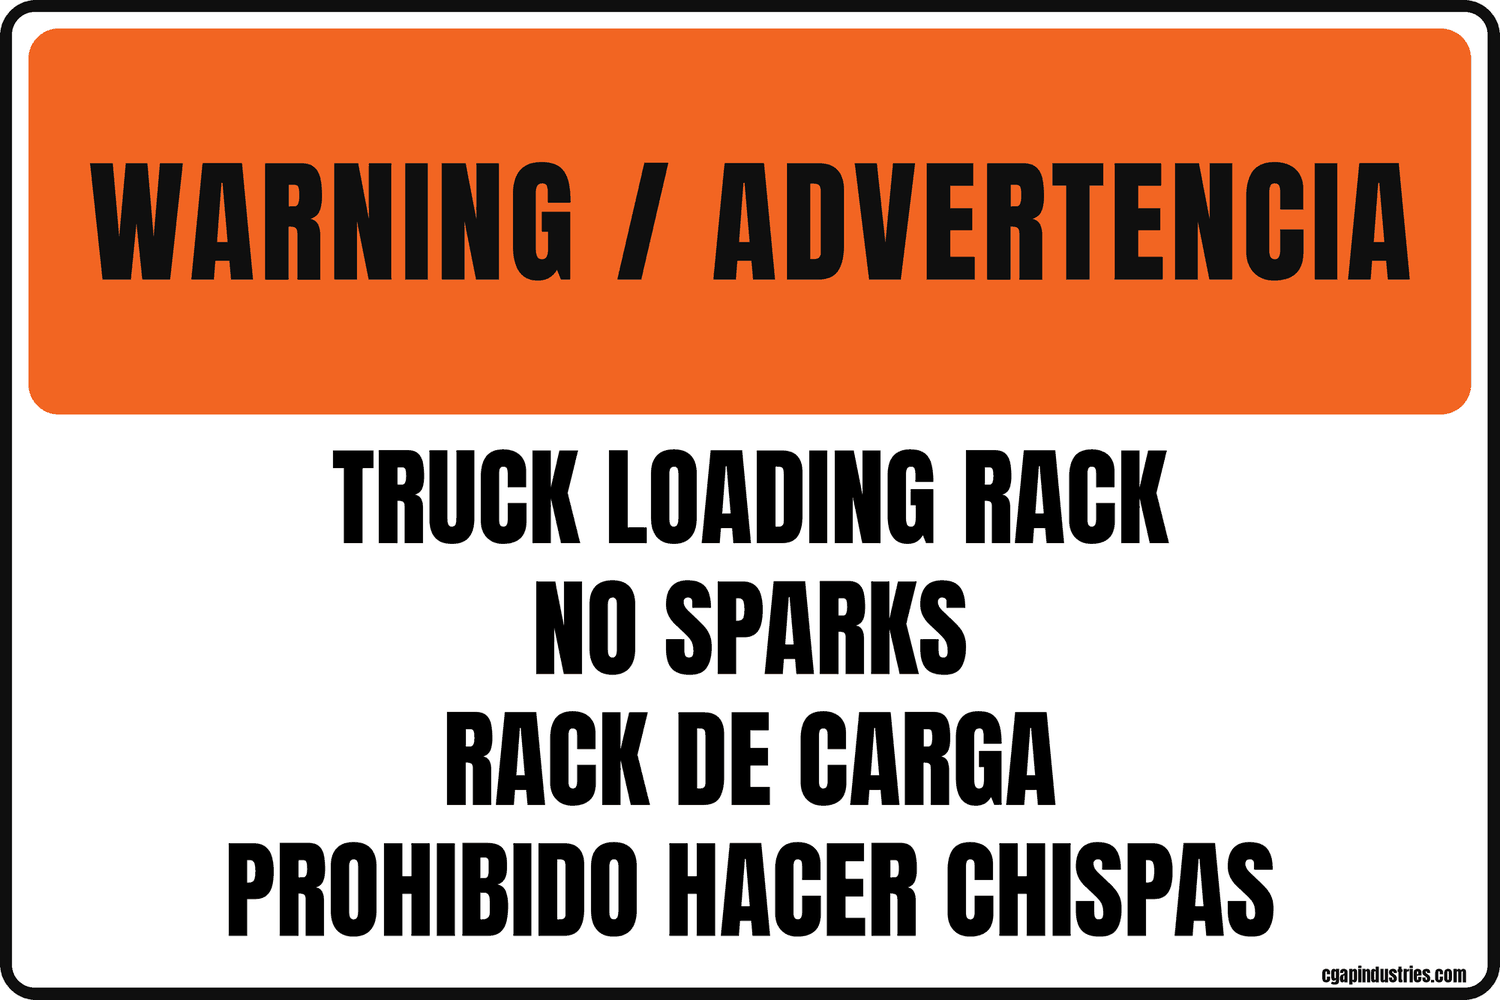 WARNING / ADVERTENCIA
TRUCK LOADING RACK
NO SPARKS
RACK DE CARGA
PROHIBIDO HACER CHISPAS
cgapindustries.com